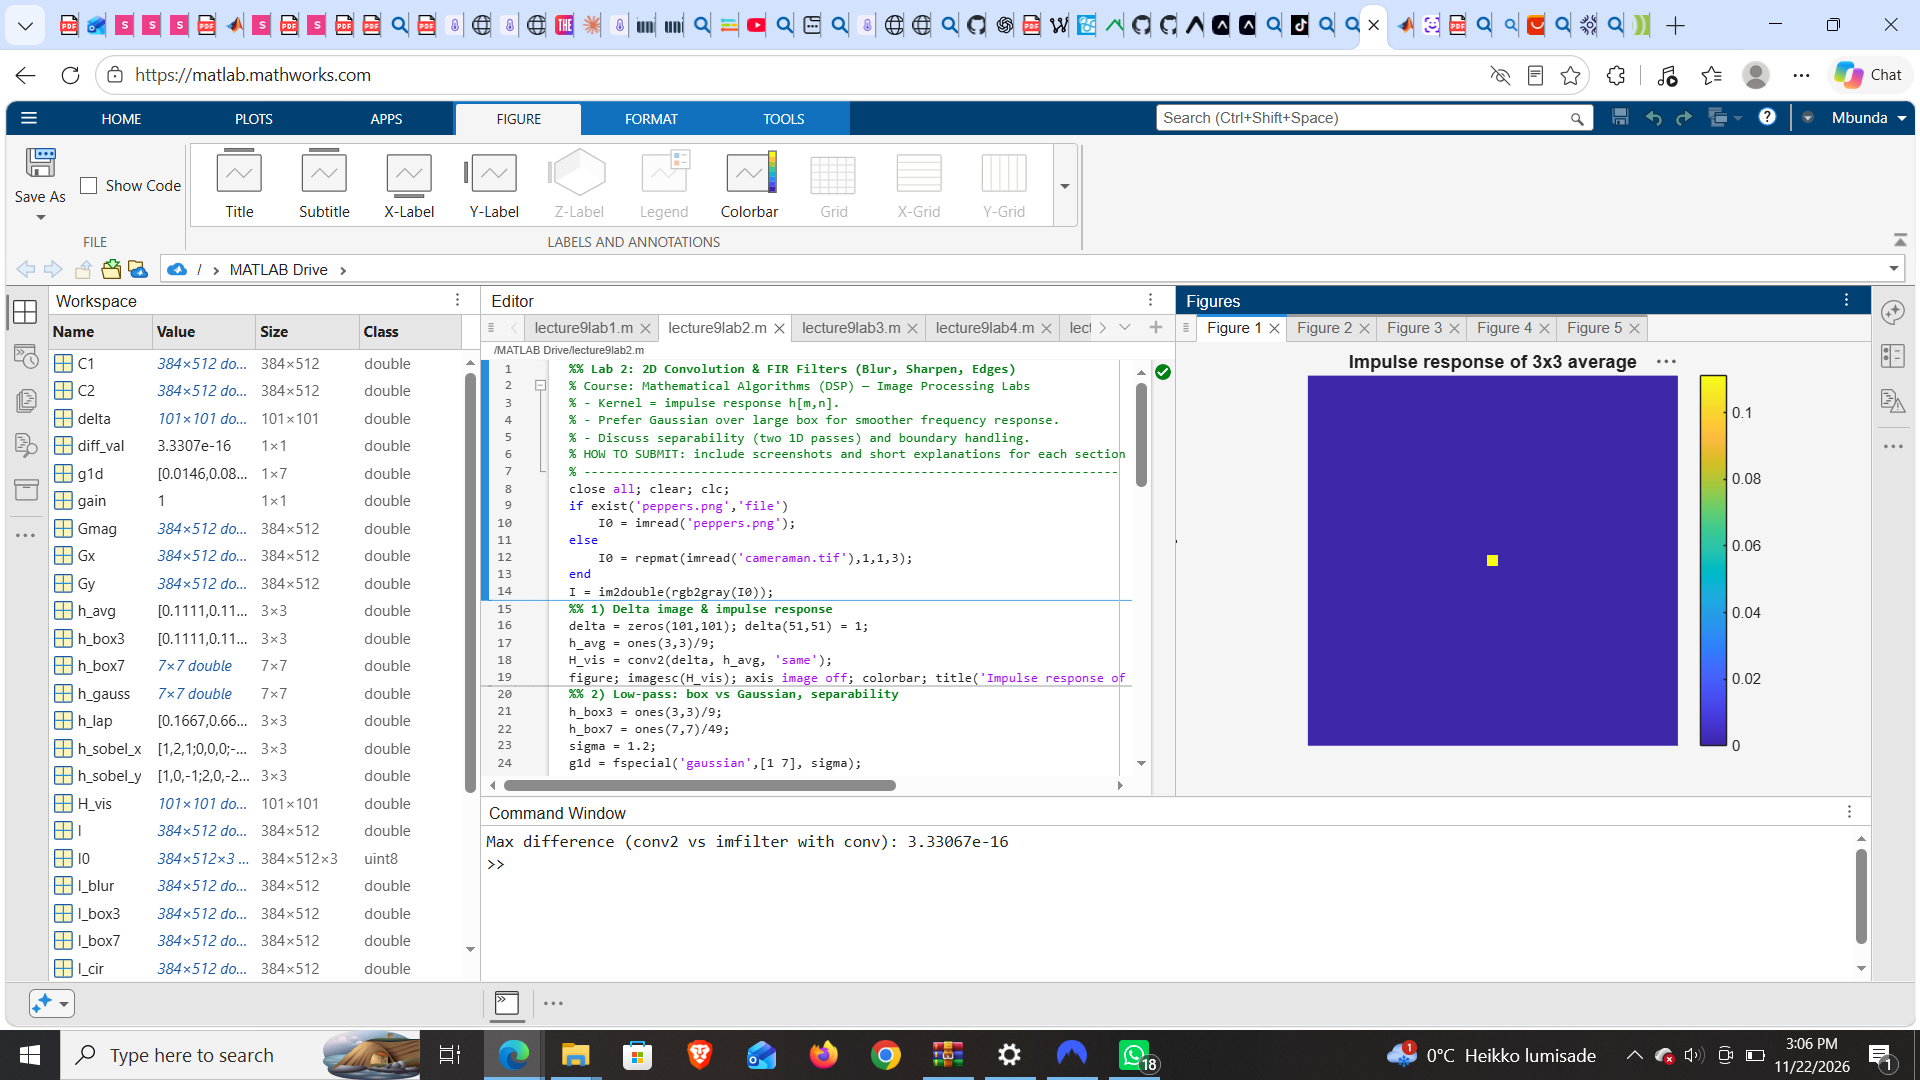 https://matlab.mathworks.com
Chat
HOME
PLOTS
APPS
FIGURE
FORMAT
TOOLS
Search (Ctrl+Shift+Space)
Mbunda
Save As
Show Code
Title
Subtitle
X-Label
Y-Label
Z-Label
Legend
Colorbar
Grid
X-Grid
Y-Grid
FILE
LABELS AND ANNOTATIONS
/ › MATLAB Drive ›
Workspace
Name Value Size Class
C1 384×512 do... 384×512 double
C2 384×512 do... 384×512 double
delta 101×101 do... 101×101 double
diff_val 3.3307e-16 1×1 double
g1d [0.0146,0.08... 1×7 double
gain 1 1×1 double
Gmag 384×512 do... 384×512 double
Gx 384×512 do... 384×512 double
Gy 384×512 do... 384×512 double
h_avg [0.1111,0.11... 3×3 double
h_box3 [0.1111,0.11... 3×3 double
h_box7 7×7 double 7×7 double
h_gauss 7×7 double 7×7 double
h_lap [0.1667,0.66... 3×3 double
h_sobel_x [1,2,1;0,0,0;-... 3×3 double
h_sobel_y [1,0,-1;2,0,-2... 3×3 double
H_vis 101×101 do... 101×101 double
I 384×512 do... 384×512 double
I0 384×512×3 ... 384×512×3 uint8
I_blur 384×512 do... 384×512 double
I_box3 384×512 do... 384×512 double
I_box7 384×512 do... 384×512 double
I_cir 384×512 do... 384×512 double
Editor
lecture9lab1.m
lecture9lab2.m
lecture9lab3.m
lecture9lab4.m
lect
/MATLAB Drive/lecture9lab2.m
1 %% Lab 2: 2D Convolution & FIR Filters (Blur, Sharpen, Edges)
2 % Course: Mathematical Algorithms (DSP) — Image Processing Labs
3 % - Kernel = impulse response h[m,n].
4 % - Prefer Gaussian over large box for smoother frequency response.
5 % - Discuss separability (two 1D passes) and boundary handling.
6 % HOW TO SUBMIT: include screenshots and short explanations for each section
7 % -------------------------------------------------------------------------
8 close all; clear; clc;
9 if exist('peppers.png','file')
10 I0 = imread('peppers.png');
11 else
12 I0 = repmat(imread('cameraman.tif'),1,1,3);
13 end
14 I = im2double(rgb2gray(I0));
15 %% 1) Delta image & impulse response
16 delta = zeros(101,101); delta(51,51) = 1;
17 h_avg = ones(3,3)/9;
18 H_vis = conv2(delta, h_avg, 'same');
19 figure; imagesc(H_vis); axis image off; colorbar; title('Impulse response of
20 %% 2) Low-pass: box vs Gaussian, separability
21 h_box3 = ones(3,3)/9;
22 h_box7 = ones(7,7)/49;
23 sigma = 1.2;
24 g1d = fspecial('gaussian',[1 7], sigma);
Figures
Figure 1
Figure 2
Figure 3
Figure 4
Figure 5
Impulse response of 3x3 average
0.1
0.08
0.06
0.04
0.02
0
Command Window
Max difference (conv2 vs imfilter with conv): 3.33067e-16
>>
Type here to search
18
1
0°C Heikko lumisade
3:06 PM
11/22/2026
1